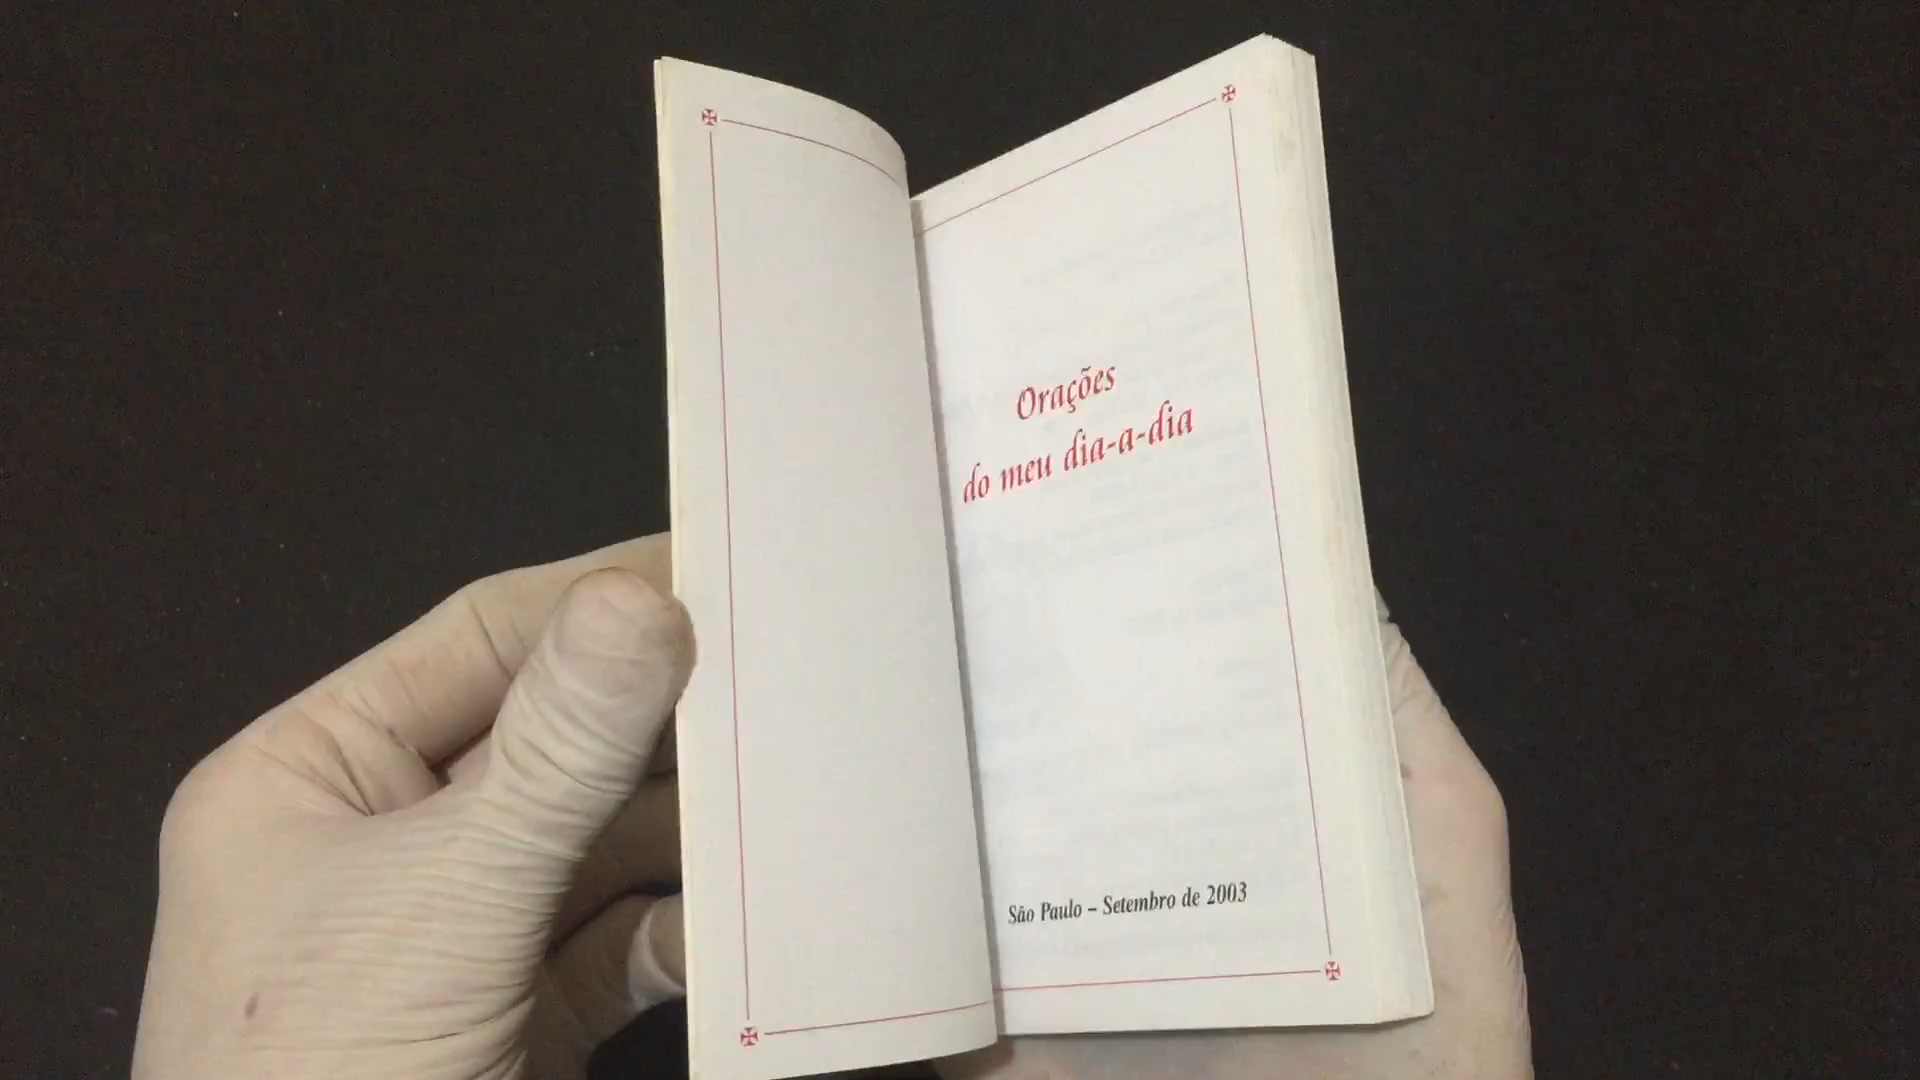 Orações
do meu dia-a-dia
São Paulo – Setembro de 2003